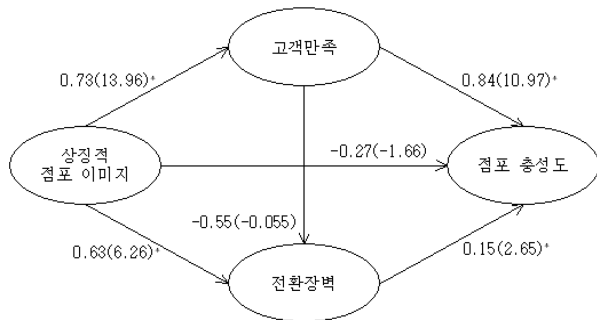 고객만족
0.73(13.96)*
0.84(10.97)*
상징적
점포 이미지
-0.27(-1.66)
점포 충성도
-0.55(-0.055)
0.63(6.26)*
0.15(2.65)*
전환장벽